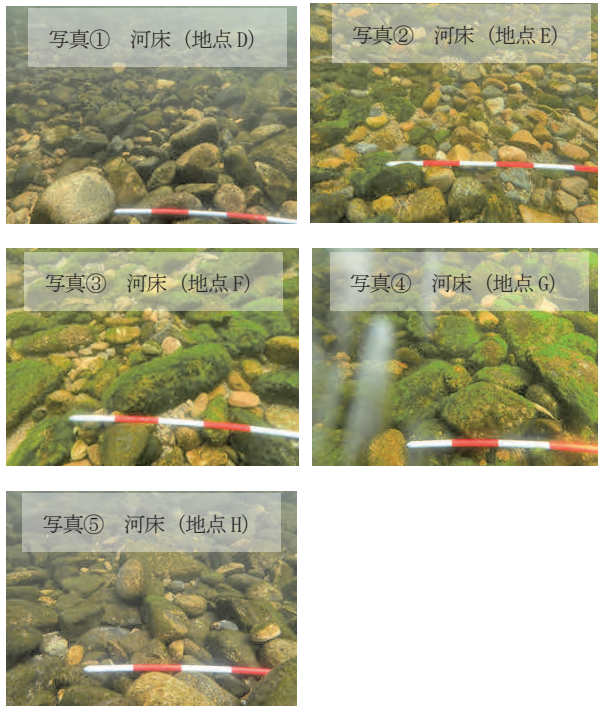 写真① 河床（地点D）
写真② 河床（地点E）
写真③ 河床（地点F）
写真④ 河床（地点G）
写真⑤ 河床（地点H）